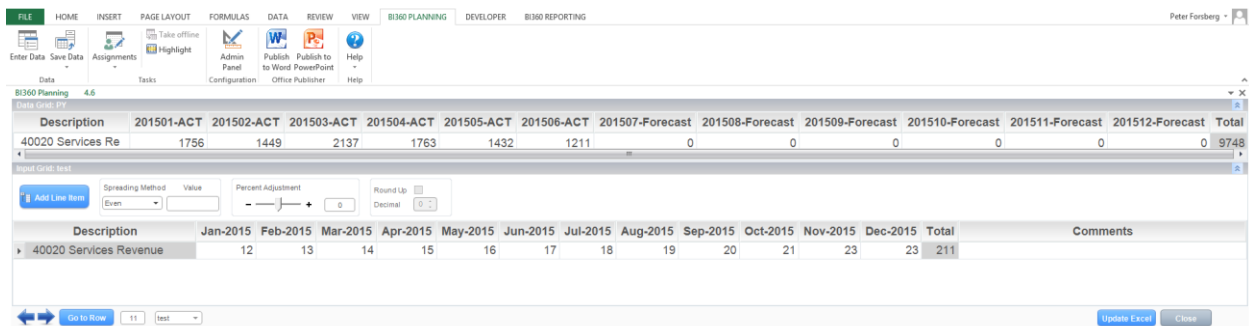 FILE HOME INSERT PAGE LAYOUT FORMULAS DATA REVIEW VIEW BI360 PLANNING DEVELOPER BI360 REPORTING Peter Forsberg
Take offline
Highlight
Enter Data Save Data Assignments Admin Panel Publish to Word Publish to PowerPoint Help
Data Tasks Configuration Office Publisher Help
BI360 Planning 4.6
Data Grid: PY
Description 201501-ACT 201502-ACT 201503-ACT 201504-ACT 201505-ACT 201506-ACT 201507-Forecast 201508-Forecast 201509-Forecast 201510-Forecast 201511-Forecast 201512-Forecast Total
40020 Services Re 1756 1449 2137 1763 1432 1211 0 0 0 0 0 0 9748
Input Grid: test
Spreading Method Value Percent Adjustment Round Up
Add Line Item Even - + 0 Decimal 0
Description Jan-2015 Feb-2015 Mar-2015 Apr-2015 May-2015 Jun-2015 Jul-2015 Aug-2015 Sep-2015 Oct-2015 Nov-2015 Dec-2015 Total Comments
40020 Services Revenue 12 13 14 15 16 17 18 19 20 21 23 23 211
Go to Row 11 test Update Excel Close